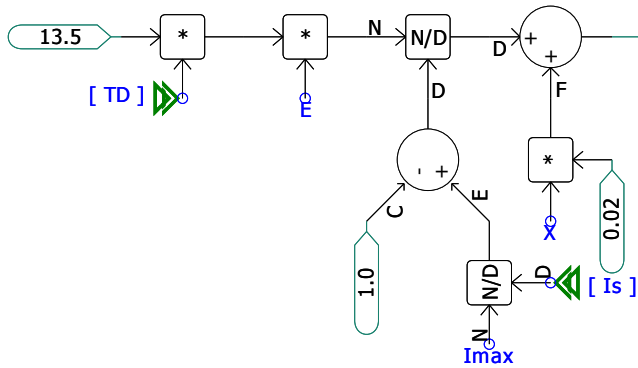 13.5
*
*
N
N/D
D
+
+
[ TD ]
E
D
F
-
+
*
C
E
0.02
X
1.0
N/D
D
[ Is ]
N
Imax